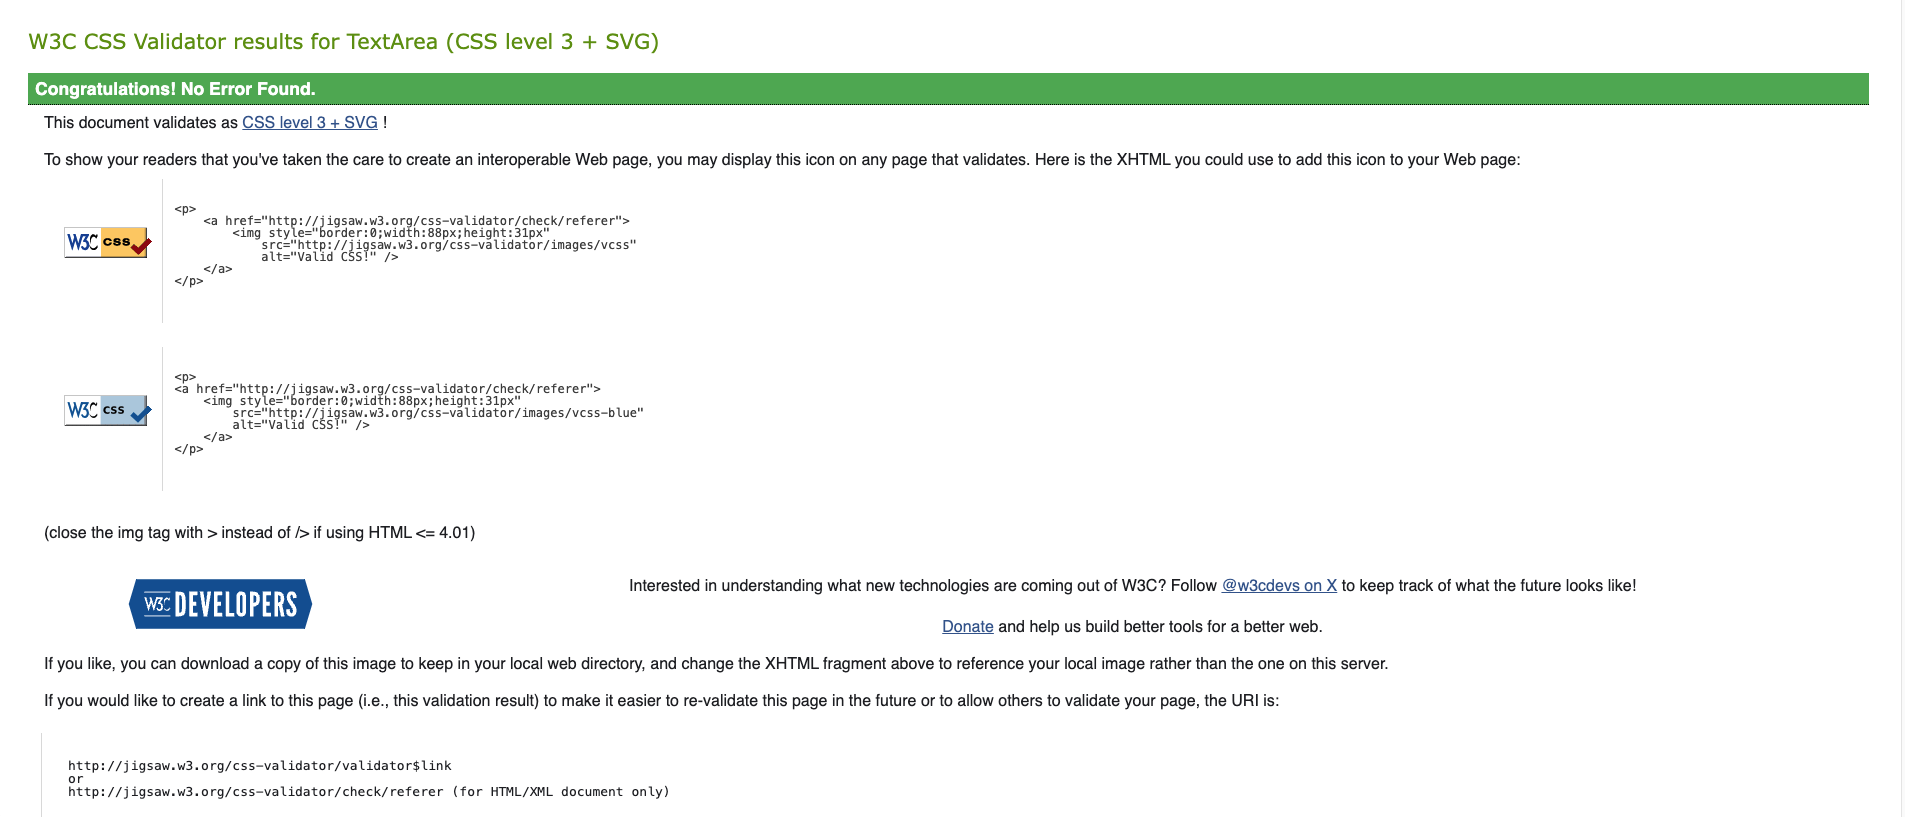 W3C CSS Validator results for TextArea (CSS level 3 + SVG)
Congratulations! No Error Found.
This document validates as CSS level 3 + SVG !
To show your readers that you've taken the care to create an interoperable Web page, you may display this icon on any page that validates. Here is the XHTML you could use to add this icon to your Web page:
W3C css
<p>
    <a href="http://jigsaw.w3.org/css-validator/check/referer">
        <img style="border:0;width:88px;height:31px"
            src="http://jigsaw.w3.org/css-validator/images/vcss"
            alt="Valid CSS!" />
    </a>
</p>
W3C css
<p>
<a href="http://jigsaw.w3.org/css-validator/check/referer">
    <img style="border:0;width:88px;height:31px"
        src="http://jigsaw.w3.org/css-validator/images/vcss-blue"
        alt="Valid CSS!" />
    </a>
</p>
(close the img tag with > instead of /> if using HTML <= 4.01)
W3C DEVELOPERS
Interested in understanding what new technologies are coming out of W3C? Follow @w3cdevs on X to keep track of what the future looks like!
Donate and help us build better tools for a better web.
If you like, you can download a copy of this image to keep in your local web directory, and change the XHTML fragment above to reference your local image rather than the one on this server.
If you would like to create a link to this page (i.e., this validation result) to make it easier to re-validate this page in the future or to allow others to validate your page, the URI is:
http://jigsaw.w3.org/css-validator/validator$link
or
http://jigsaw.w3.org/css-validator/check/referer (for HTML/XML document only)